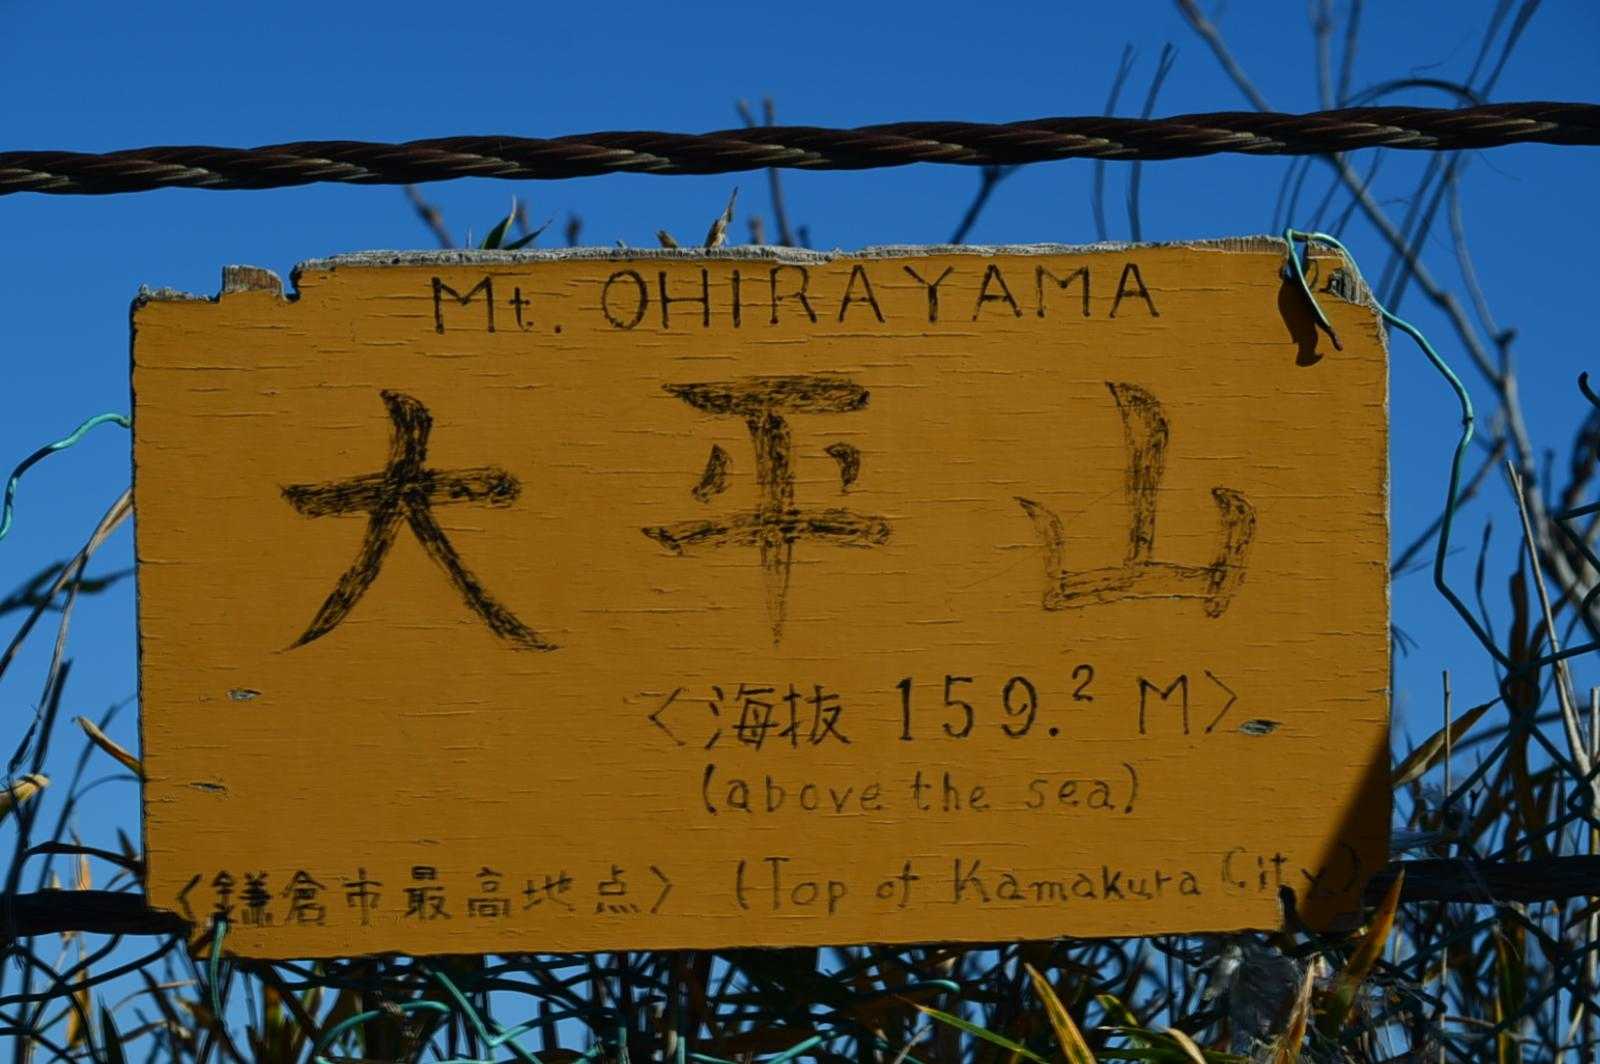 Mt. OHIRAYAMA
大平山
〈海抜 159.² M〉
(above the sea)
〈鎌倉市最高地点〉 (Top of Kamakura City)